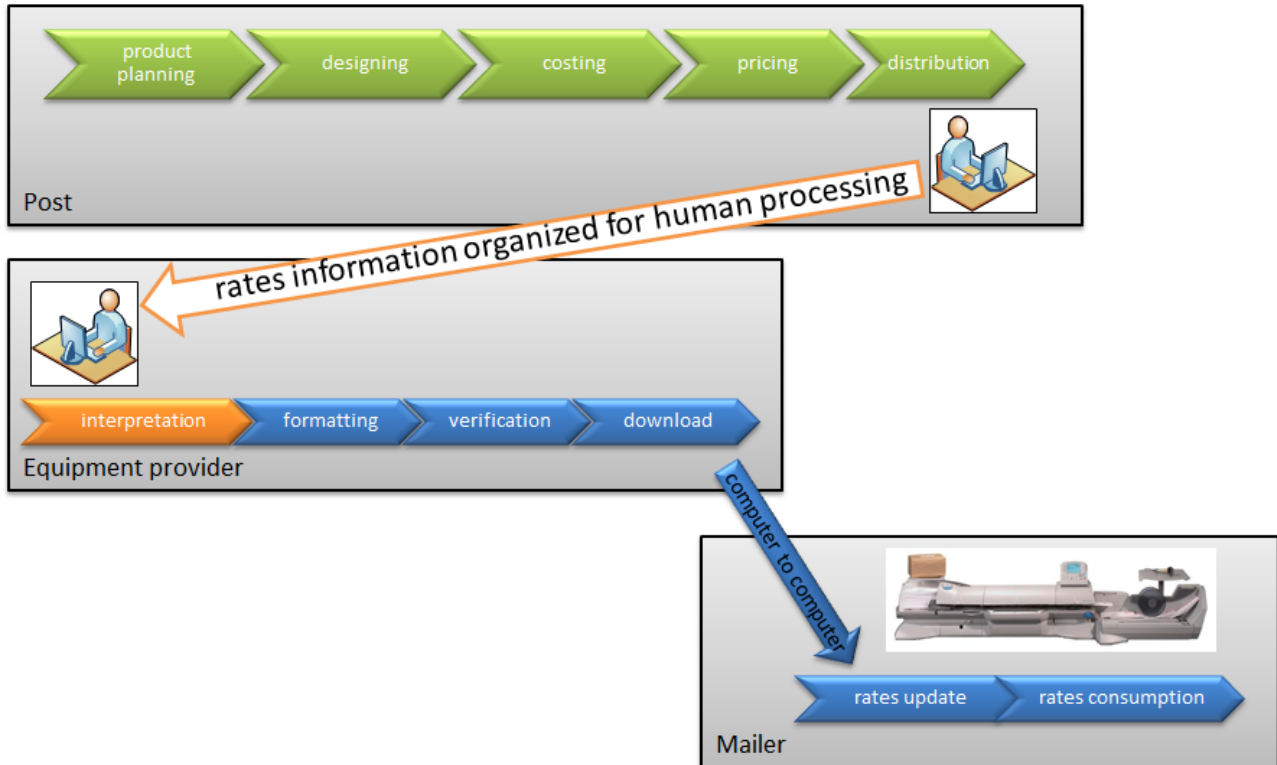 product
planning
designing
costing
pricing
distribution
Post
rates information organized for human processing
interpretation
formatting
verification
download
Equipment provider
computer to computer
rates update
rates consumption
Mailer